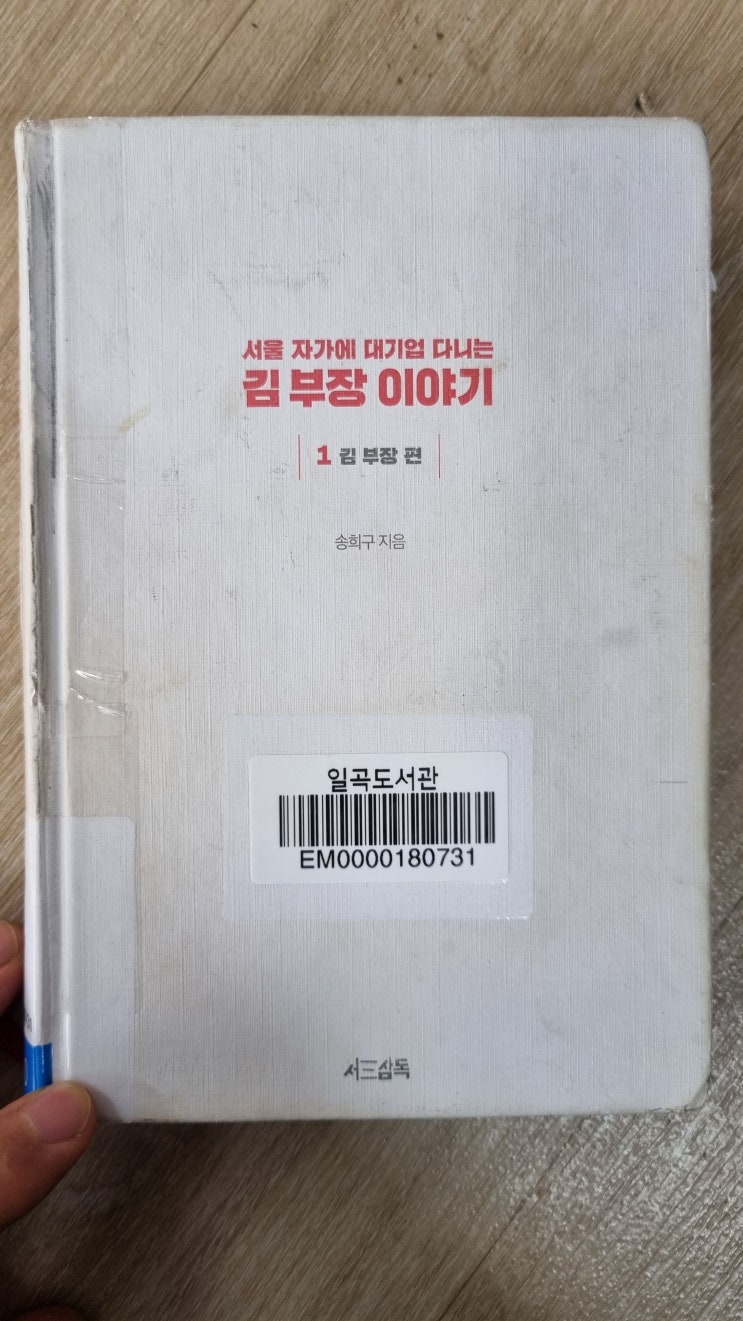 서울 자가에 대기업 다니는
김 부장 이야기
1 김 부장 편
송희구 지음
일곡도서관
EM0000180731
서三삼독